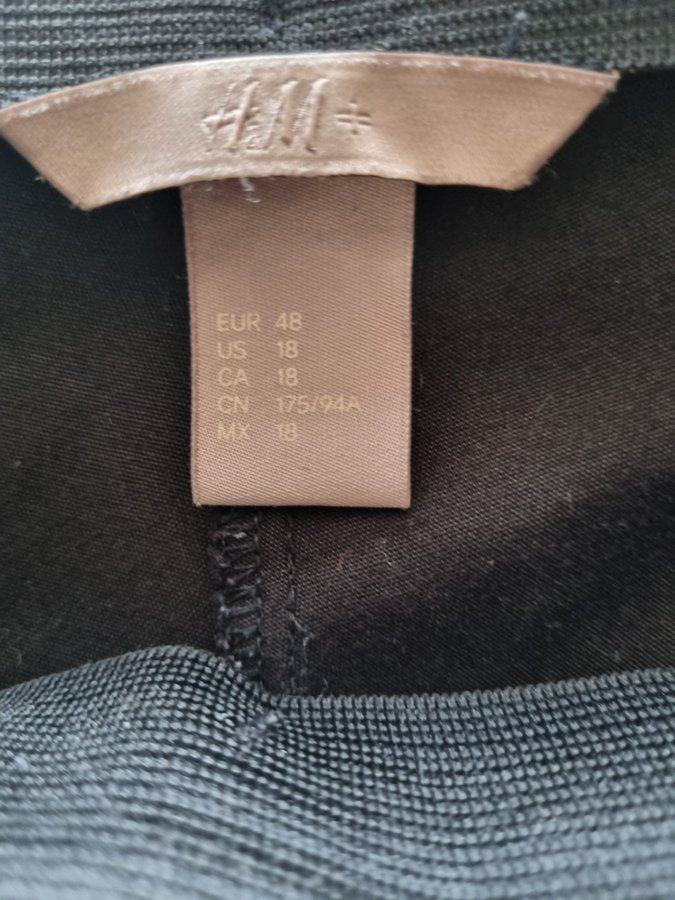 H&M+
EUR 48
US 18
CA 18
CN 175/94A
MX 18